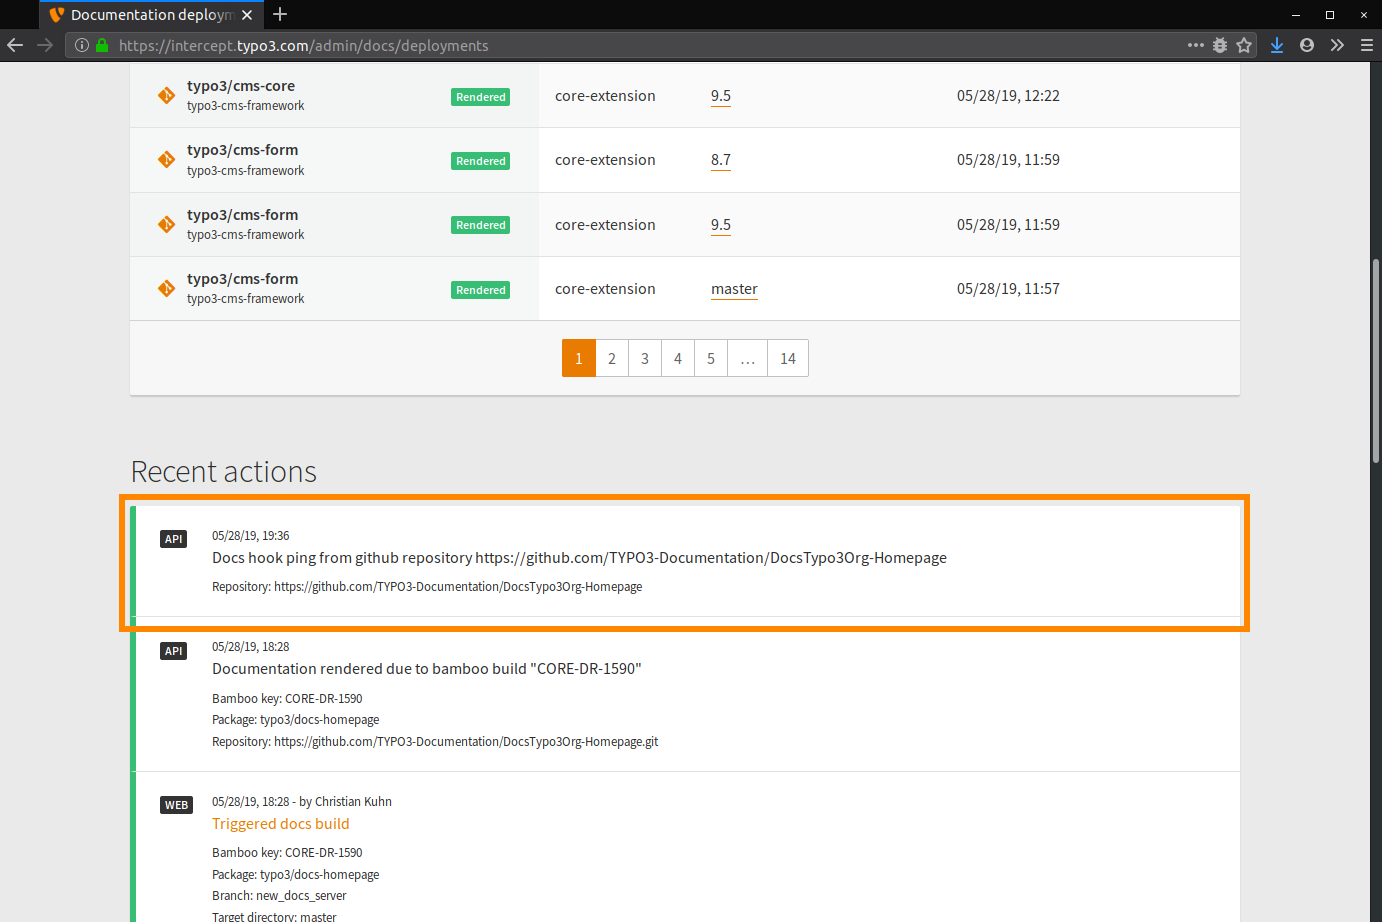 Documentation deploym
https://intercept.typo3.com/admin/docs/deployments
typo3/cms-core
typo3-cms-framework
Rendered
core-extension
9.5
05/28/19, 12:22
typo3/cms-form
typo3-cms-framework
Rendered
core-extension
8.7
05/28/19, 11:59
typo3/cms-form
typo3-cms-framework
Rendered
core-extension
9.5
05/28/19, 11:59
typo3/cms-form
typo3-cms-framework
Rendered
core-extension
master
05/28/19, 11:57
1 2 3 4 5 … 14
Recent actions
API
05/28/19, 19:36
Docs hook ping from github repository https://github.com/TYPO3-Documentation/DocsTypo3Org-Homepage
Repository: https://github.com/TYPO3-Documentation/DocsTypo3Org-Homepage
API
05/28/19, 18:28
Documentation rendered due to bamboo build "CORE-DR-1590"
Bamboo key: CORE-DR-1590
Package: typo3/docs-homepage
Repository: https://github.com/TYPO3-Documentation/DocsTypo3Org-Homepage.git
WEB
05/28/19, 18:28 - by Christian Kuhn
Triggered docs build
Bamboo key: CORE-DR-1590
Package: typo3/docs-homepage
Branch: new_docs_server
Target directory: master